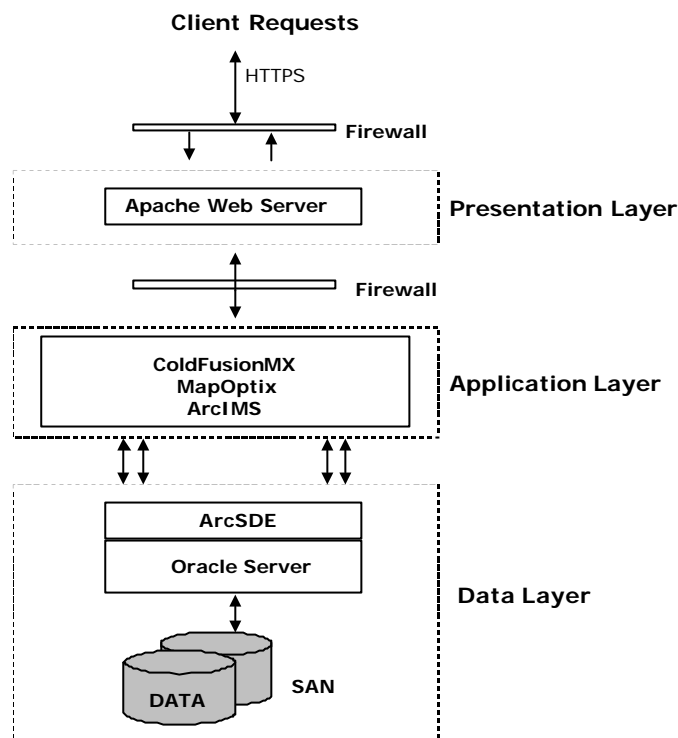 Client Requests
HTTPS
Firewall
Apache Web Server
Presentation Layer
Firewall
ColdFusionMX
MapOptix
ArcIMS
Application Layer
ArcSDE
Oracle Server
Data Layer
SAN
DATA